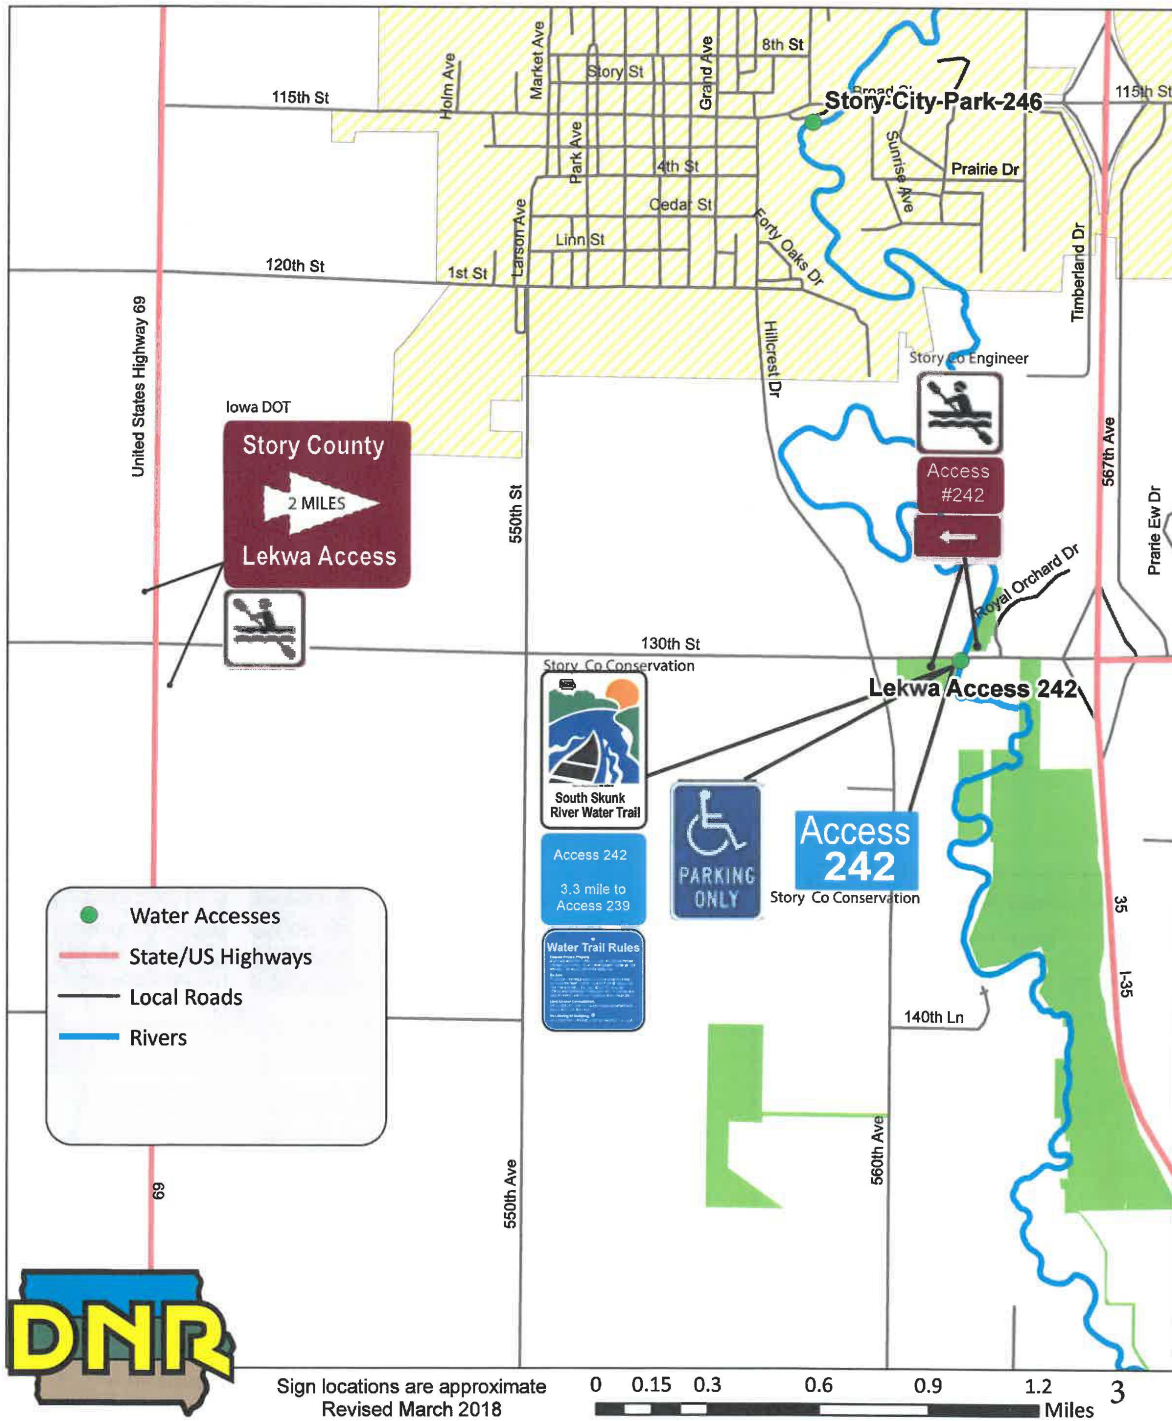 8th St
Market Ave
Grand Ave
Holm Ave
Story St
115th St
Broad St
Story City Park 246
115th St
Park Ave
4th St
Sunrise Ave
Prairie Dr
Cedar St
Larson Ave
Linn St
Forty Oaks Dr
Timberland Dr
120th St
1st St
United States Highway 69
Hillcrest Dr
Story Co Engineer
Iowa DOT
Story County
2 MILES
Lekwa Access
Access
#242
567th Ave
550th St
Prarie Ew Dr
Royal Orchard Dr
130th St
Story Co Conservation
Lekwa Access 242
South Skunk
River Water Trail
Access 242
3.3 mile to
Access 239
Water Trail Rules
PARKING
ONLY
Access
242
Story Co Conservation
35
I-35
Water Accesses
State/US Highways
Local Roads
Rivers
140th Ln
560th Ave
550th Ave
69
DNR
Sign locations are approximate
Revised March 2018
0 0.15 0.3 0.6 0.9 1.2
Miles
3